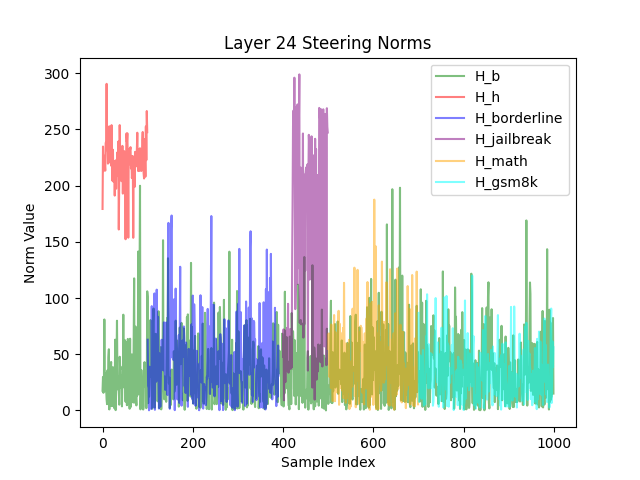 Layer 24 Steering Norms
Norm Value
300
250
200
150
100
50
0
0
200
400
600
800
1000
Sample Index
H_b
H_h
H_borderline
H_jailbreak
H_math
H_gsm8k